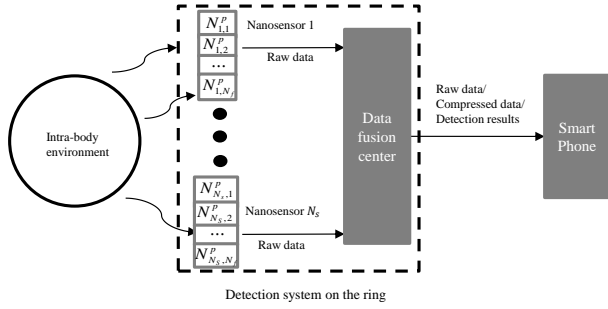 Intra-body
environment
N^p_{1,1}
N^p_{1,2}
...
N^p_{1,N_f}
Nanosensor 1
Raw data
N^p_{N_s,1}
N^p_{N_S,2}
...
N^p_{N_S,N_f}
Nanosensor N_s
Raw data
Data
fusion
center
Raw data/
Compressed data/
Detection results
Smart
Phone
Detection system on the ring